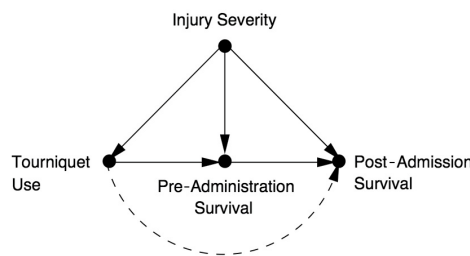 Injury Severity
Tourniquet
Use
Pre-Administration
Survival
Post-Admission
Survival